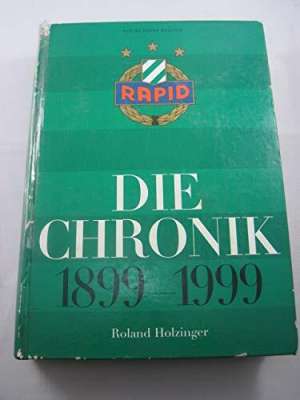 RAPID
DIE
CHRONIK
1899 1999
Roland Holzinger